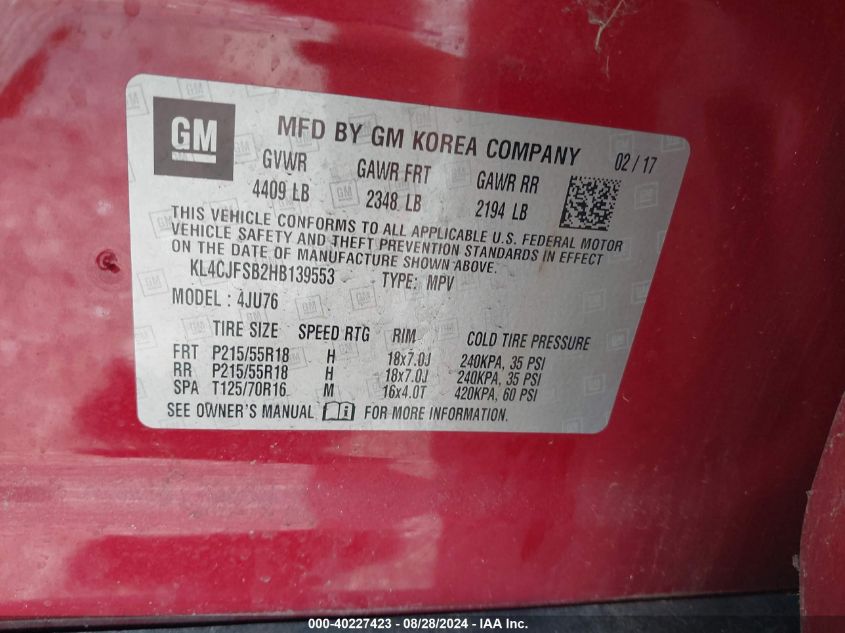 GM
MFD BY GM KOREA COMPANY 02/17
GVWR GAWR FRT GAWR RR
4409 LB 2348 LB 2194 LB
THIS VEHICLE CONFORMS TO ALL APPLICABLE U.S. FEDERAL MOTOR
VEHICLE SAFETY AND THEFT PREVENTION STANDARDS IN EFFECT
ON THE DATE OF MANUFACTURE SHOWN ABOVE.
KL4CJFSB2HB139553 TYPE: MPV
MODEL : 4JU76
TIRE SIZE SPEED RTG RIM COLD TIRE PRESSURE
FRT P215/55R18 H 18x7.0J 240KPA, 35 PSI
RR P215/55R18 H 18x7.0J 240KPA, 35 PSI
SPA T125/70R16 M 16x4.0T 420KPA, 60 PSI
SEE OWNER'S MANUAL FOR MORE INFORMATION.
000-40227423 - 08/28/2024 - IAA Inc.